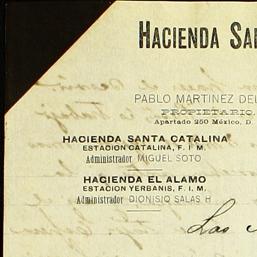 HACIENDA SA
PABLO MARTINEZ DEL
PROPIETARIO.
Apartado 250 México, D.
HACIENDA SANTA CATALINA
ESTACION CATALINA, F. I. M.
Administrador MIGUEL SOTO
HACIENDA EL ALAMO
ESTACION YERBANIS, F. I. M.
Administrador DIONISIO SALAS H
Los